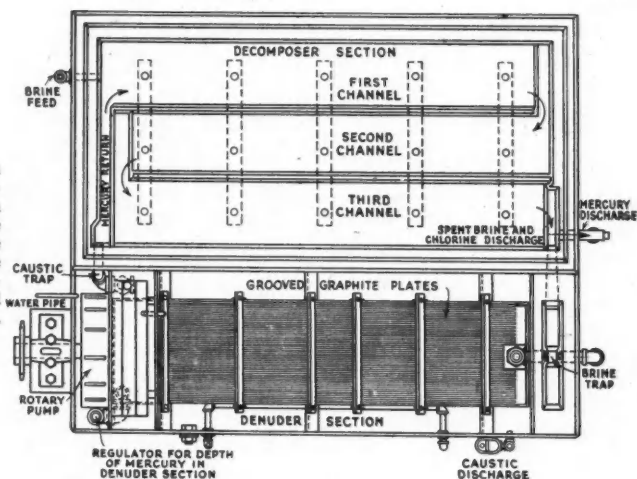 DECOMPOSER SECTION
BRINE
FEED
FIRST
CHANNEL
SECOND
CHANNEL
MERCURY RETURN
THIRD
CHANNEL
MERCURY
DISCHARGE
SPENT BRINE AND
CHLORINE DISCHARGE
CAUSTIC
TRAP
GROOVED GRAPHITE PLATES
WATER PIPE
ROTARY
PUMP
BRINE
TRAP
DENUDER SECTION
REGULATOR FOR DEPTH
OF MERCURY IN
DENUDER SECTION
CAUSTIC
DISCHARGE